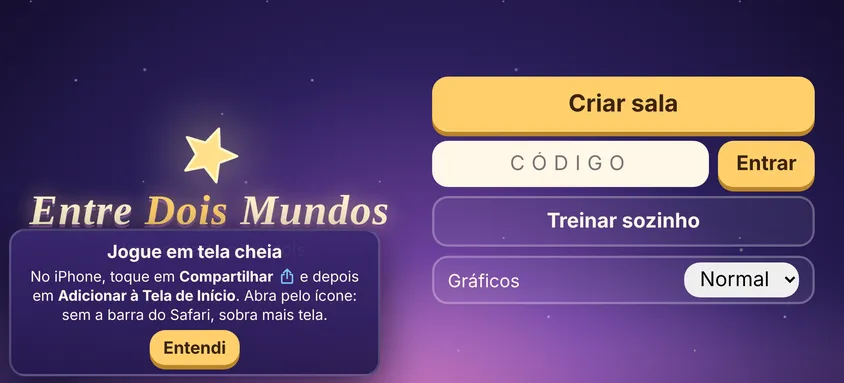 Entre Dois Mundos
Jogue em tela cheia
No iPhone, toque em Compartilhar e depois
em Adicionar à Tela de Início. Abra pelo ícone:
sem a barra do Safari, sobra mais tela.
Entendi
Criar sala
CÓDIGO
Entrar
Treinar sozinho
Gráficos
Normal